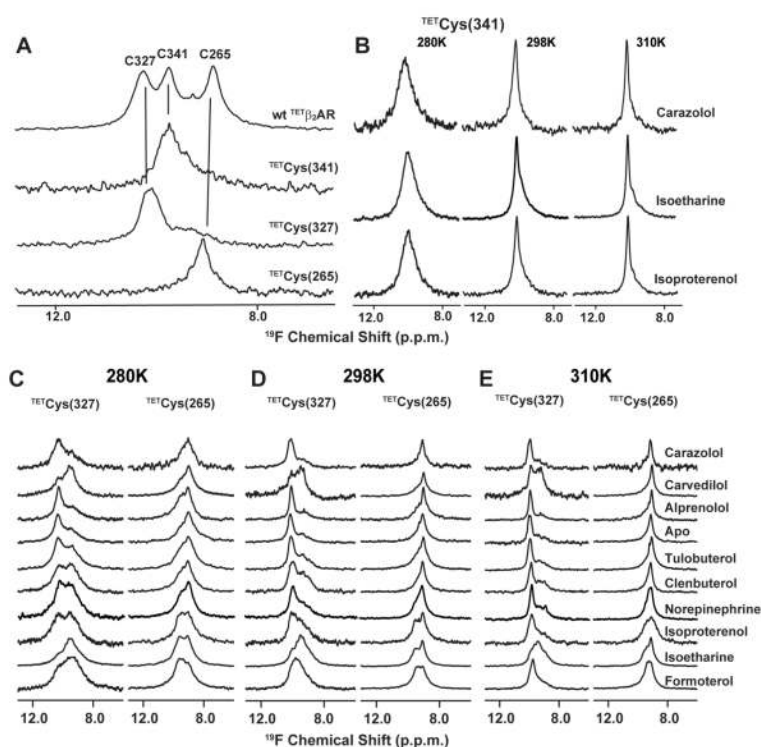 A
C327 C341 C265
wt ᵀᴱᵀβ₂AR
ᵀᴱᵀCys(341)
ᵀᴱᵀCys(327)
ᵀᴱᵀCys(265)
12.0 8.0
B
ᵀᴱᵀCys(341)
280K 298K 310K
Carazolol
Isoetharine
Isoproterenol
12.0 8.0 12.0 8.0 12.0 8.0
¹⁹F Chemical Shift (p.p.m.)
C 280K D 298K E 310K
ᵀᴱᵀCys(327) ᵀᴱᵀCys(265) ᵀᴱᵀCys(327) ᵀᴱᵀCys(265) ᵀᴱᵀCys(327) ᵀᴱᵀCys(265)
Carazolol
Carvedilol
Alprenolol
Apo
Tulobuterol
Clenbuterol
Norepinephrine
Isoproterenol
Isoetharine
Formoterol
12.0 8.0 12.0 8.0 12.0 8.0 12.0 8.0 12.0 8.0 12.0 8.0
¹⁹F Chemical Shift (p.p.m.)